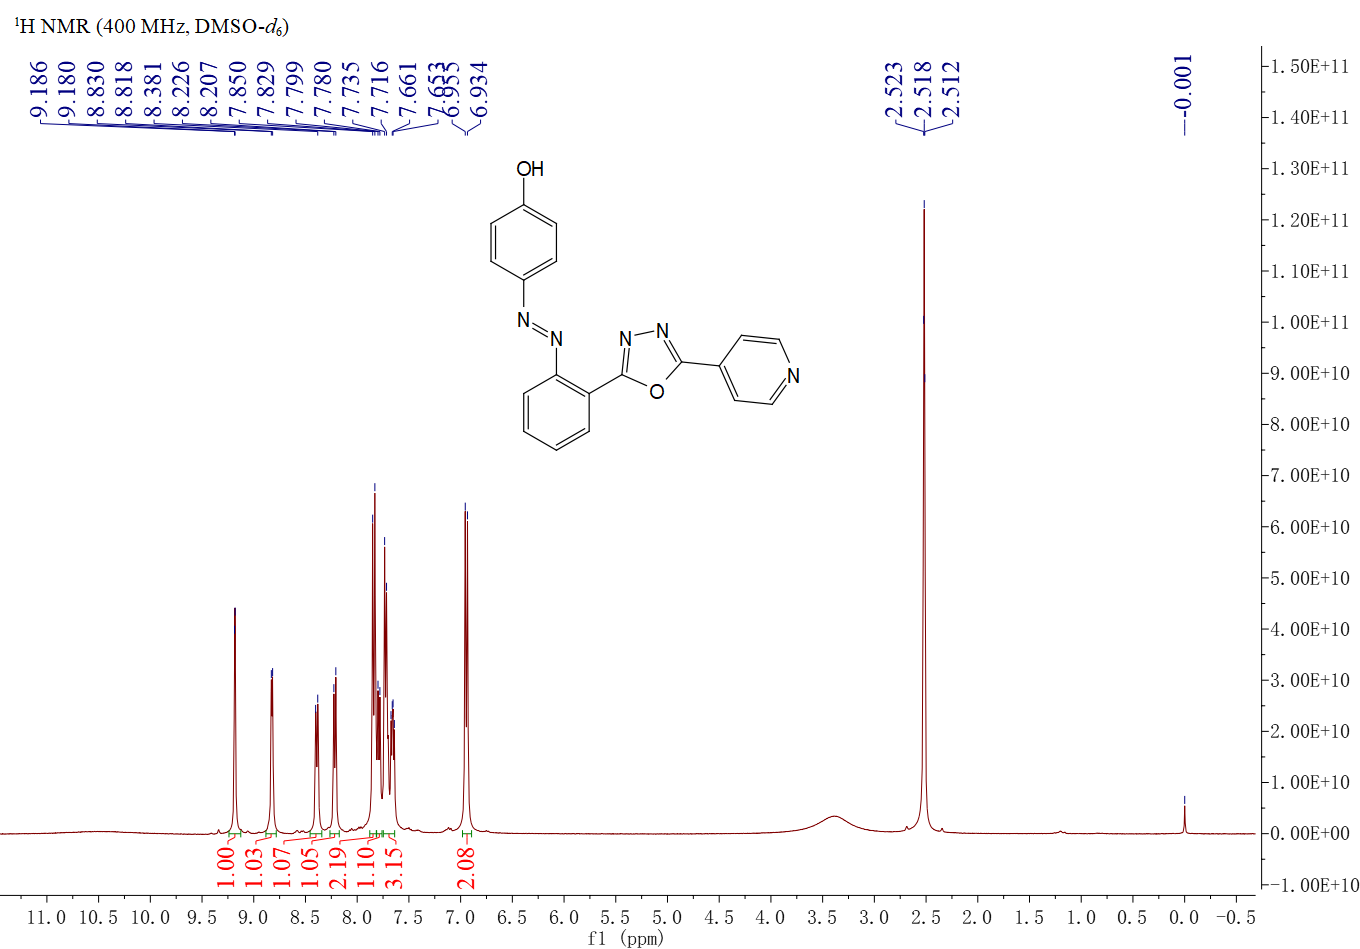 ¹H NMR (400 MHz, DMSO-d₆)
9.186
9.180
8.830
8.818
8.381
8.226
8.207
7.850
7.829
7.799
7.780
7.735
7.716
7.661
7.653
6.955
6.934
2.523
2.518
2.512
-0.001
OH
N
N
N
N
O
N
1.50E+11
1.40E+11
1.30E+11
1.20E+11
1.10E+11
1.00E+11
9.00E+10
8.00E+10
7.00E+10
6.00E+10
5.00E+10
4.00E+10
3.00E+10
2.00E+10
1.00E+10
0.00E+00
-1.00E+10
1.00
1.03
1.07
1.05
2.19
1.10
3.15
2.08
11.0 10.5 10.0 9.5 9.0 8.5 8.0 7.5 7.0 6.5 6.0 5.5 5.0 4.5 4.0 3.5 3.0 2.5 2.0 1.5 1.0 0.5 0.0 -0.5
f1 (ppm)